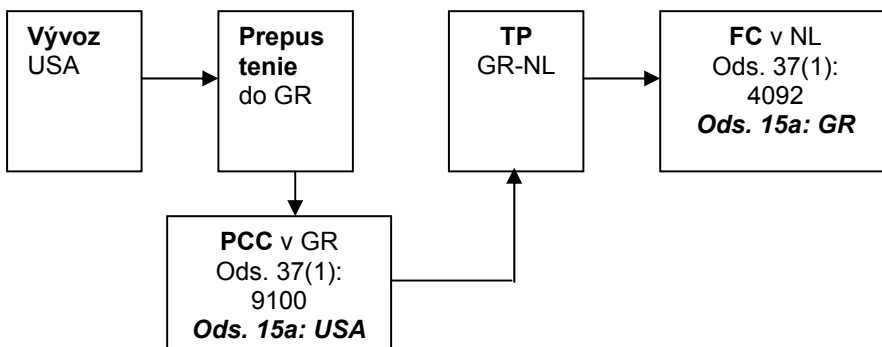 Vývoz
USA
Prepus
tenie
do GR
TP
GR-NL
FC v NL
Ods. 37(1):
4092
Ods. 15a: GR
PCC v GR
Ods. 37(1):
9100
Ods. 15a: USA